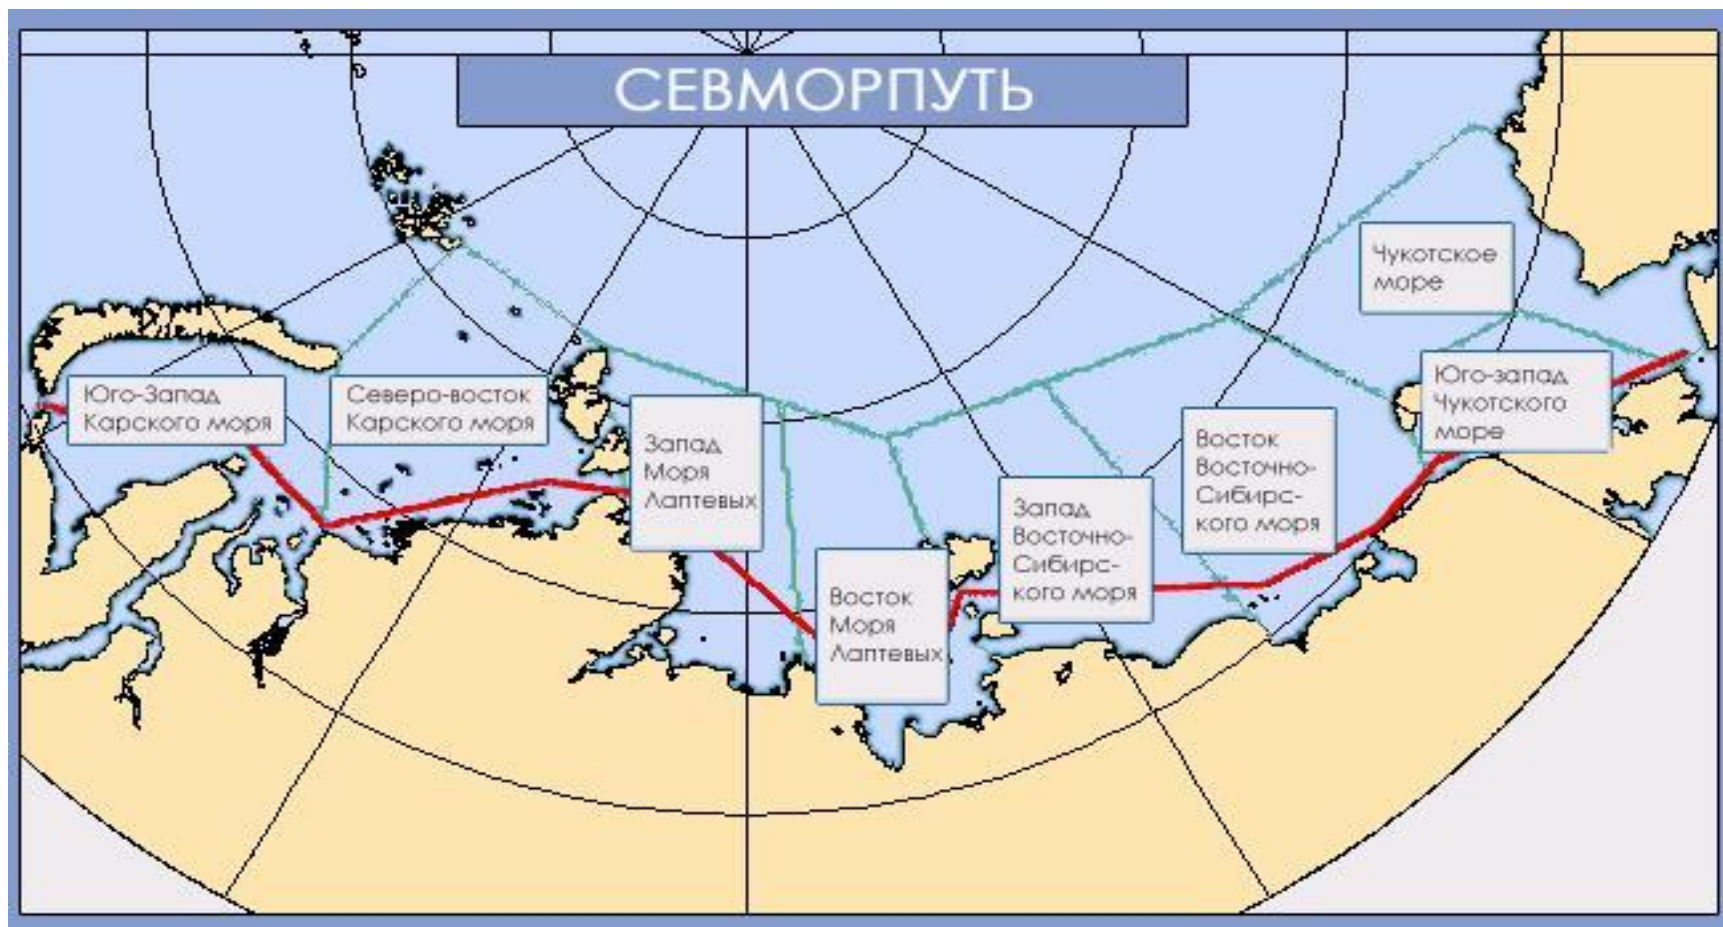 СЕВМОРПУТЬ
Чукотское
море
Юго-Запад
Карского моря
Северо-восток
Карского моря
Запад
Моря
Лаптевых
Восток
Моря
Лаптевых
Запад
Восточно-
Сибирс-
кого моря
Восток
Восточно-
Сибирс-
кого моря
Юго-запад
Чукотского
море